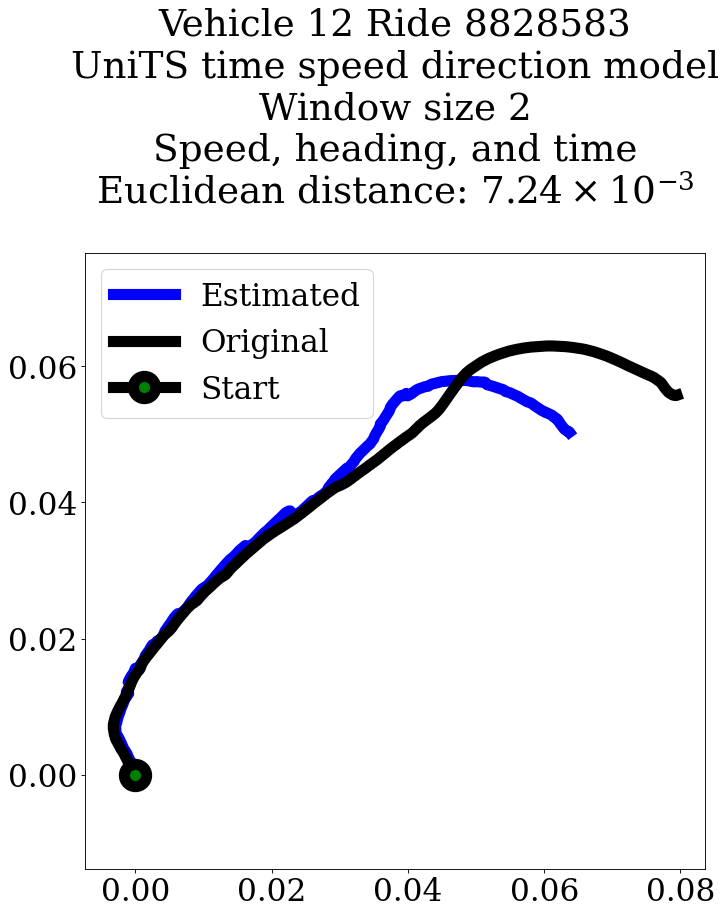 Vehicle 12 Ride 8828583
UniTS time speed direction model
Window size 2
Speed, heading, and time
Euclidean distance: 7.24 × 10⁻³
Estimated
Original
Start
0.06
0.04
0.02
0.00
0.00 0.02 0.04 0.06 0.08